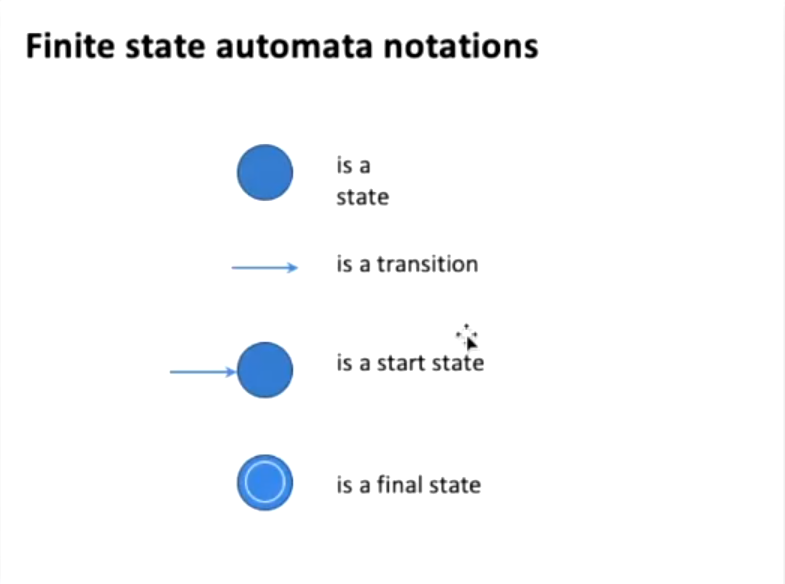 Finite state automata notations
is a
state
is a transition
is a start state
is a final state